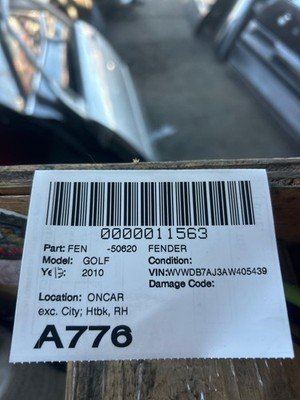 0000011563
Part: FEN -50620 FENDER
Model: GOLF Condition:
2010 VIN:WVWDB7AJ3AW405439
Damage Code:
Location: ONCAR
exc. City; Htbk, RH
A776